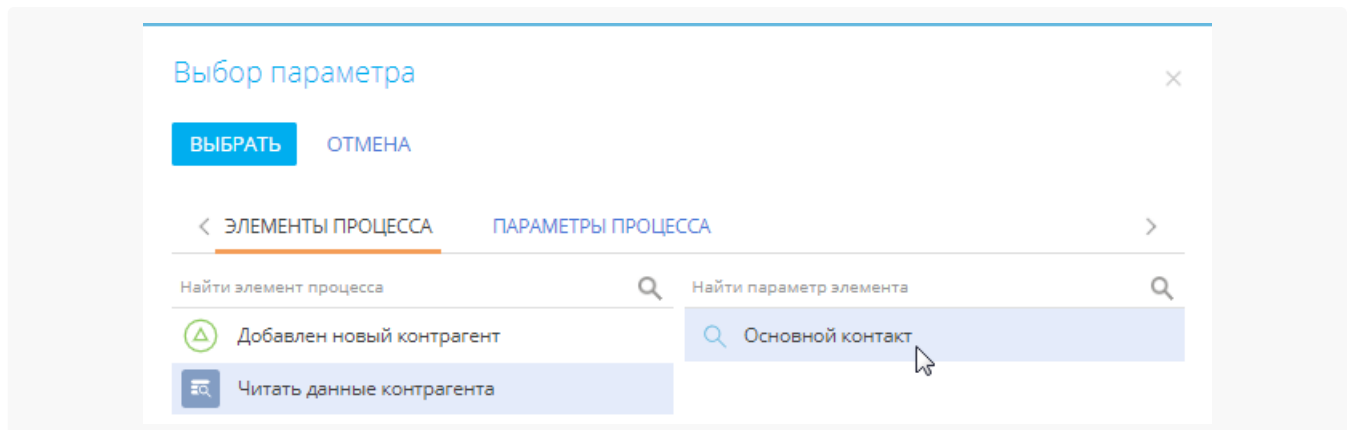 Выбор параметра
ВЫБРАТЬ ОТМЕНА
ЭЛЕМЕНТЫ ПРОЦЕССА ПАРАМЕТРЫ ПРОЦЕССА
Найти элемент процесса Найти параметр элемента
Добавлен новый контрагент Основной контакт
Читать данные контрагента